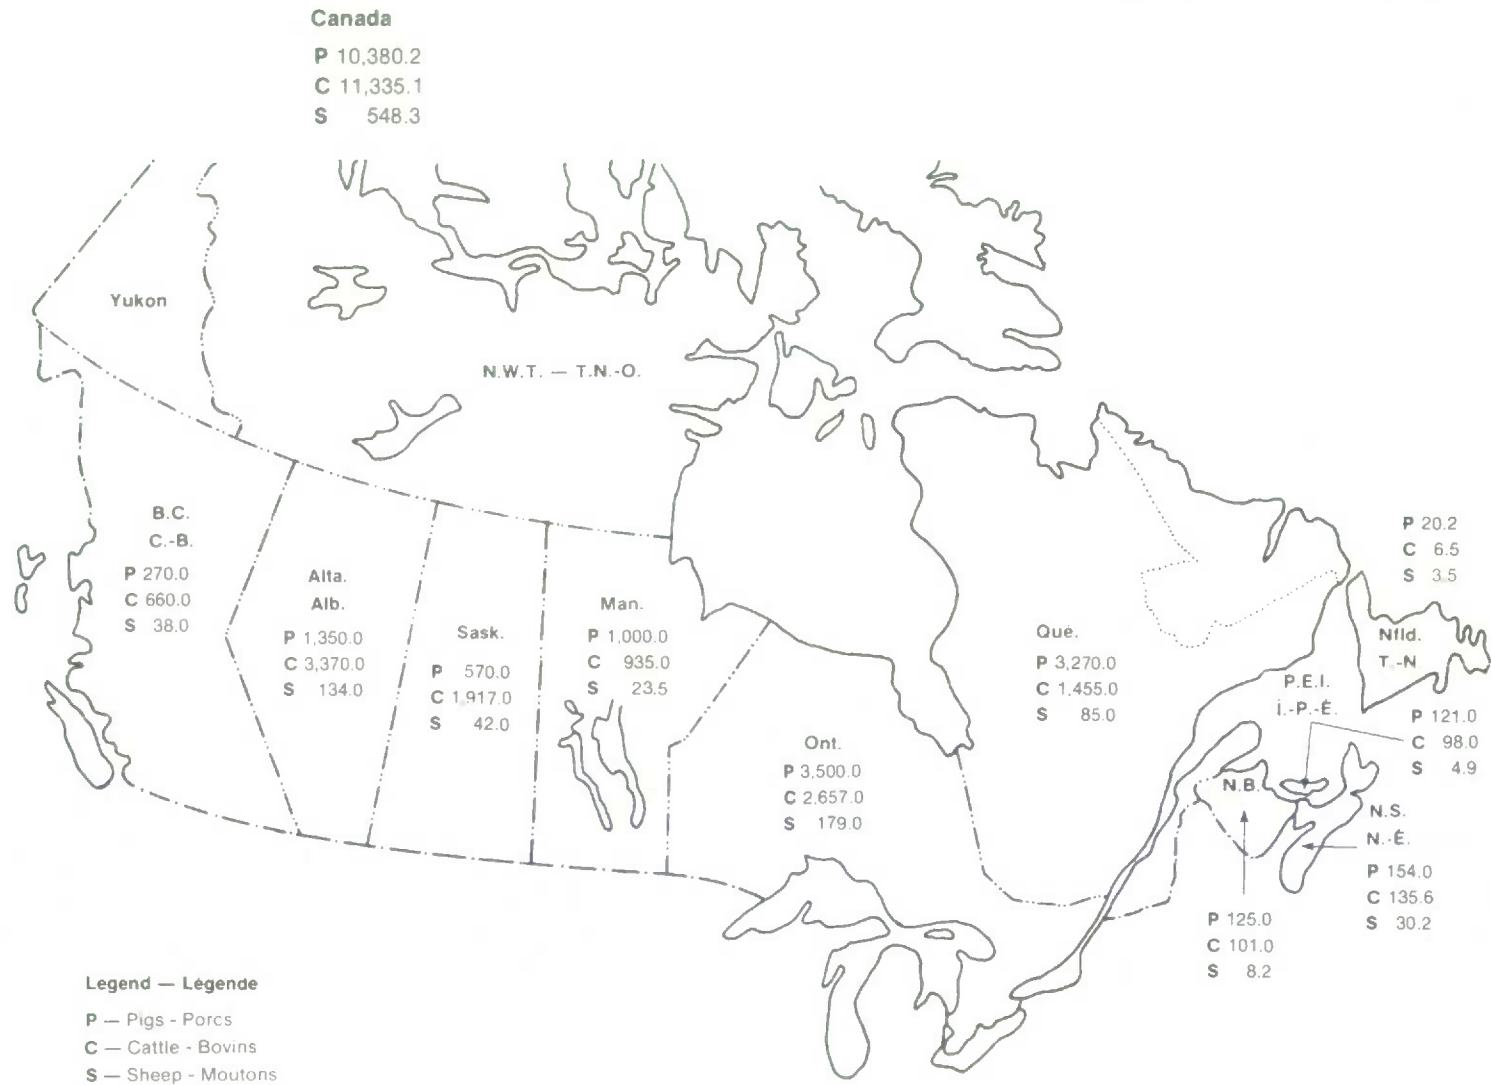 Canada
P 10,380.2
C 11,335.1
S 548.3
Yukon
N.W.T. — T.N.-O.
B.C.
C.-B.
P 270.0
C 660.0
S 38.0
Alta.
Alb.
P 1,350.0
C 3,370.0
S 134.0
Sask.
P 570.0
C 1,917.0
S 42.0
Man.
P 1,000.0
C 935.0
S 23.5
Ont.
P 3,500.0
C 2,657.0
S 179.0
Qué.
P 3,270.0
C 1,455.0
S 85.0
P 20.2
C 6.5
S 3.5
Nfld.
T.-N
P.E.I.
Î.-P.-É.
P 121.0
C 98.0
S 4.9
N.B.
N.S.
N.-É.
P 154.0
C 135.6
S 30.2
P 125.0
C 101.0
S 8.2
Legend — Légende
P — Pigs - Porcs
C — Cattle - Bovins
S — Sheep - Moutons